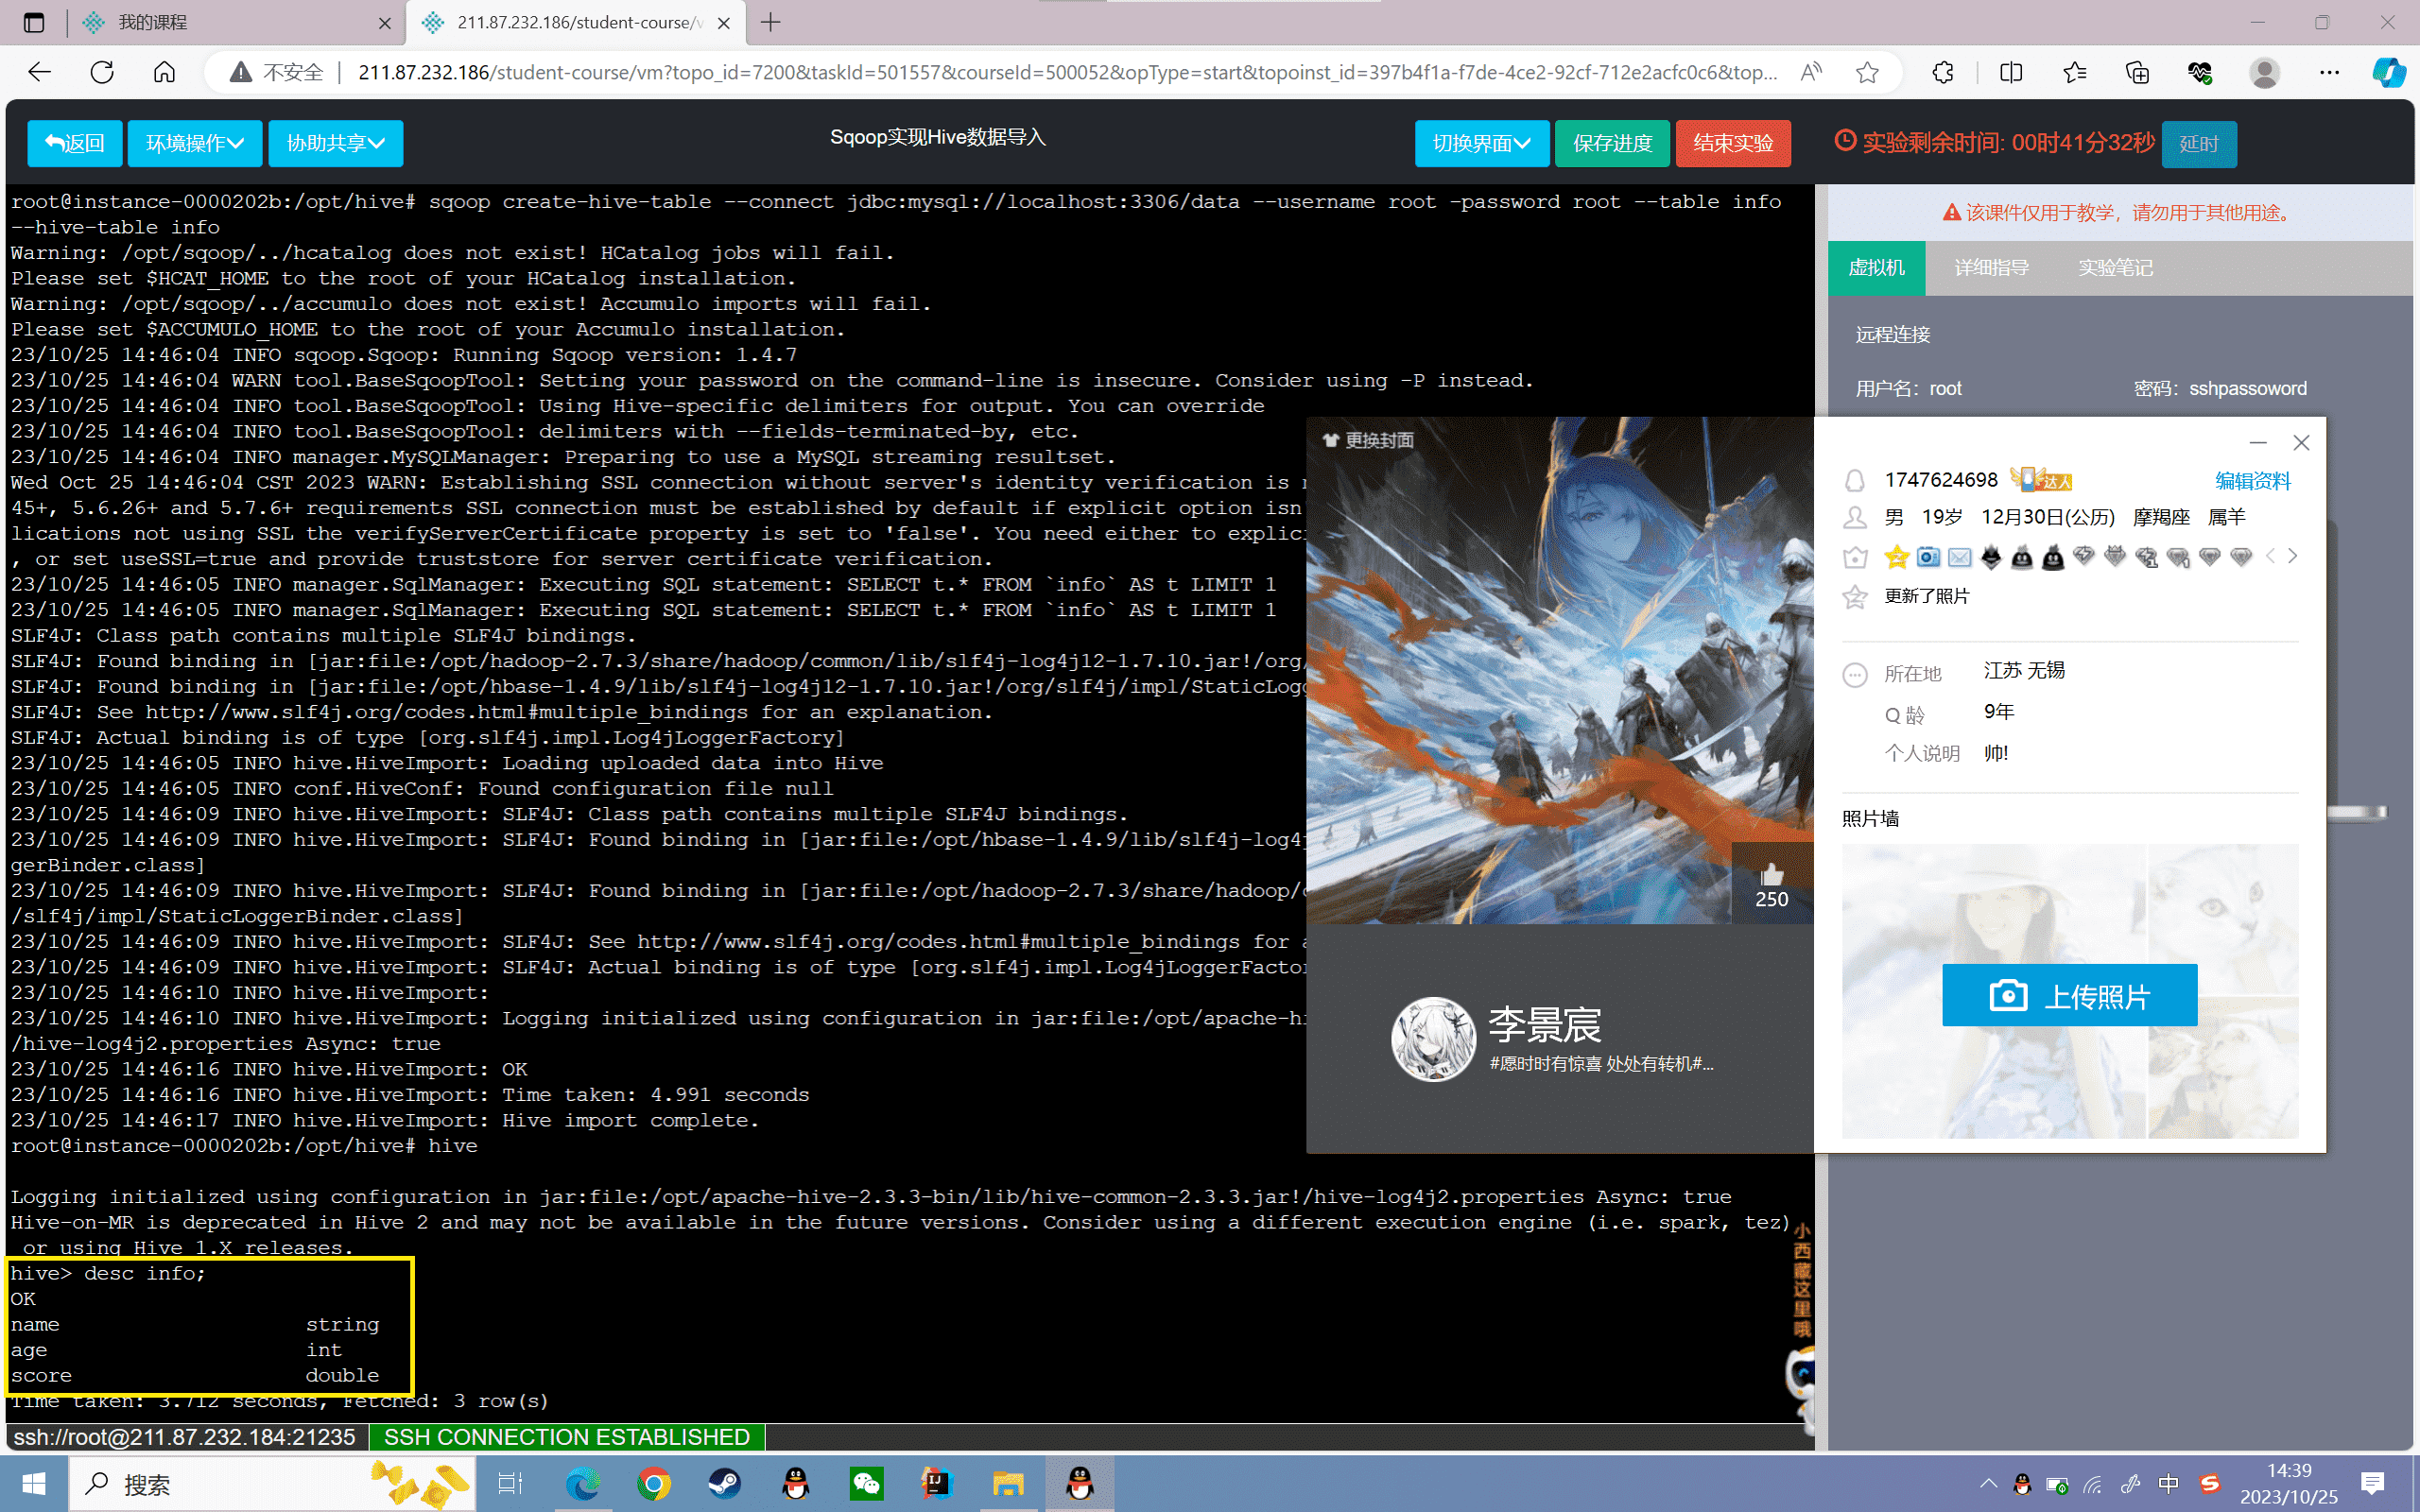 我的课程
211.87.232.186/student-course/v
不安全 211.87.232.186/student-course/vm?topo_id=7200&taskId=501557&courseId=500052&opType=start&topoinst_id=397b4f1a-f7de-4ce2-92cf-712e2acfc0c6&top...
返回 环境操作 协助共享 Sqoop实现Hive数据导入 切换界面 保存进度 结束实验 实验剩余时间: 00时41分32秒 延时
root@instance-0000202b:/opt/hive# sqoop create-hive-table --connect jdbc:mysql://localhost:3306/data --username root -password root --table info
--hive-table info
Warning: /opt/sqoop/../hcatalog does not exist! HCatalog jobs will fail.
Please set $HCAT_HOME to the root of your HCatalog installation.
Warning: /opt/sqoop/../accumulo does not exist! Accumulo imports will fail.
Please set $ACCUMULO_HOME to the root of your Accumulo installation.
23/10/25 14:46:04 INFO sqoop.Sqoop: Running Sqoop version: 1.4.7
23/10/25 14:46:04 WARN tool.BaseSqoopTool: Setting your password on the command-line is insecure. Consider using -P instead.
23/10/25 14:46:04 INFO tool.BaseSqoopTool: Using Hive-specific delimiters for output. You can override
23/10/25 14:46:04 INFO tool.BaseSqoopTool: delimiters with --fields-terminated-by, etc.
23/10/25 14:46:04 INFO manager.MySQLManager: Preparing to use a MySQL streaming resultset.
Wed Oct 25 14:46:04 CST 2023 WARN: Establishing SSL connection without server's identity verification is
45+, 5.6.26+ and 5.7.6+ requirements SSL connection must be established by default if explicit option isn'
lications not using SSL the verifyServerCertificate property is set to 'false'. You need either to explic
, or set useSSL=true and provide truststore for server certificate verification.
23/10/25 14:46:05 INFO manager.SqlManager: Executing SQL statement: SELECT t.* FROM `info` AS t LIMIT 1
23/10/25 14:46:05 INFO manager.SqlManager: Executing SQL statement: SELECT t.* FROM `info` AS t LIMIT 1
SLF4J: Class path contains multiple SLF4J bindings.
SLF4J: Found binding in [jar:file:/opt/hadoop-2.7.3/share/hadoop/common/lib/slf4j-log4j12-1.7.10.jar!/org/
SLF4J: Found binding in [jar:file:/opt/hbase-1.4.9/lib/slf4j-log4j12-1.7.10.jar!/org/slf4j/impl/StaticLogg
SLF4J: See http://www.slf4j.org/codes.html#multiple_bindings for an explanation.
SLF4J: Actual binding is of type [org.slf4j.impl.Log4jLoggerFactory]
23/10/25 14:46:05 INFO hive.HiveImport: Loading uploaded data into Hive
23/10/25 14:46:05 INFO conf.HiveConf: Found configuration file null
23/10/25 14:46:09 INFO hive.HiveImport: SLF4J: Class path contains multiple SLF4J bindings.
23/10/25 14:46:09 INFO hive.HiveImport: SLF4J: Found binding in [jar:file:/opt/hbase-1.4.9/lib/slf4j-log4
gerBinder.class]
23/10/25 14:46:09 INFO hive.HiveImport: SLF4J: Found binding in [jar:file:/opt/hadoop-2.7.3/share/hadoop/
/slf4j/impl/StaticLoggerBinder.class]
23/10/25 14:46:09 INFO hive.HiveImport: SLF4J: See http://www.slf4j.org/codes.html#multiple_bindings for
23/10/25 14:46:09 INFO hive.HiveImport: SLF4J: Actual binding is of type [org.slf4j.impl.Log4jLoggerFacto
23/10/25 14:46:10 INFO hive.HiveImport:
23/10/25 14:46:10 INFO hive.HiveImport: Logging initialized using configuration in jar:file:/opt/apache-hi
/hive-log4j2.properties Async: true
23/10/25 14:46:16 INFO hive.HiveImport: OK
23/10/25 14:46:16 INFO hive.HiveImport: Time taken: 4.991 seconds
23/10/25 14:46:17 INFO hive.HiveImport: Hive import complete.
root@instance-0000202b:/opt/hive# hive
Logging initialized using configuration in jar:file:/opt/apache-hive-2.3.3-bin/lib/hive-common-2.3.3.jar!/hive-log4j2.properties Async: true
Hive-on-MR is deprecated in Hive 2 and may not be available in the future versions. Consider using a different execution engine (i.e. spark, tez)
or using Hive 1.X releases.
hive> desc info;
OK
name string
age int
score double
Time taken: 3.712 seconds, Fetched: 3 row(s)
ssh://root@211.87.232.184:21235 SSH CONNECTION ESTABLISHED
该课件仅用于教学，请勿用于其他用途。
虚拟机 详细指导 实验笔记
远程连接
用户名：root 密码：sshpassoword
更换封面
250
李景宸
#愿时时有惊喜 处处有转机#...
1747624698 达人 编辑资料
男 19岁 12月30日(公历) 摩羯座 属羊
更新了照片
所在地 江苏 无锡
Q 龄 9年
个人说明 帅!
照片墙
上传照片
小西藏这里哦
搜索
IJ
中
14:39
2023/10/25